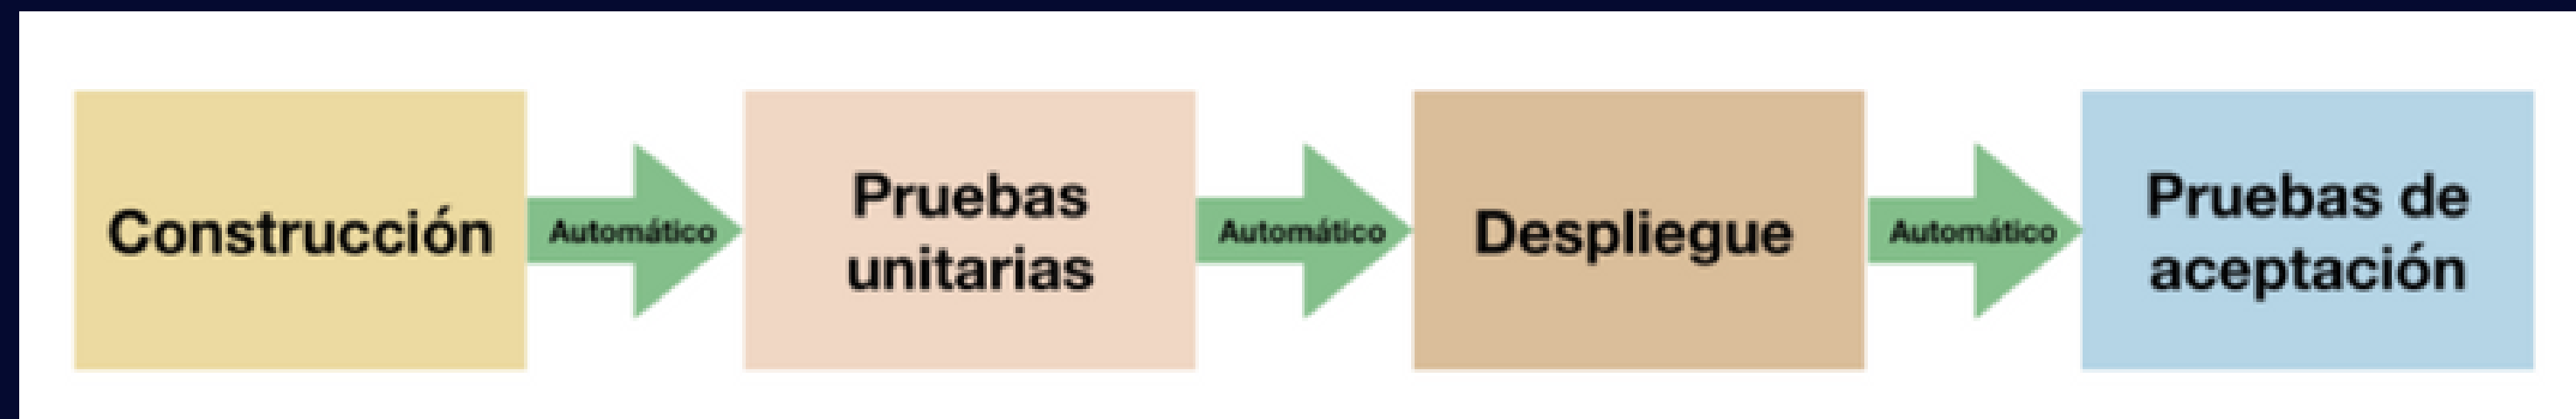 Construcción
Automático
Pruebas
unitarias
Automático
Despliegue
Automático
Pruebas de
aceptación